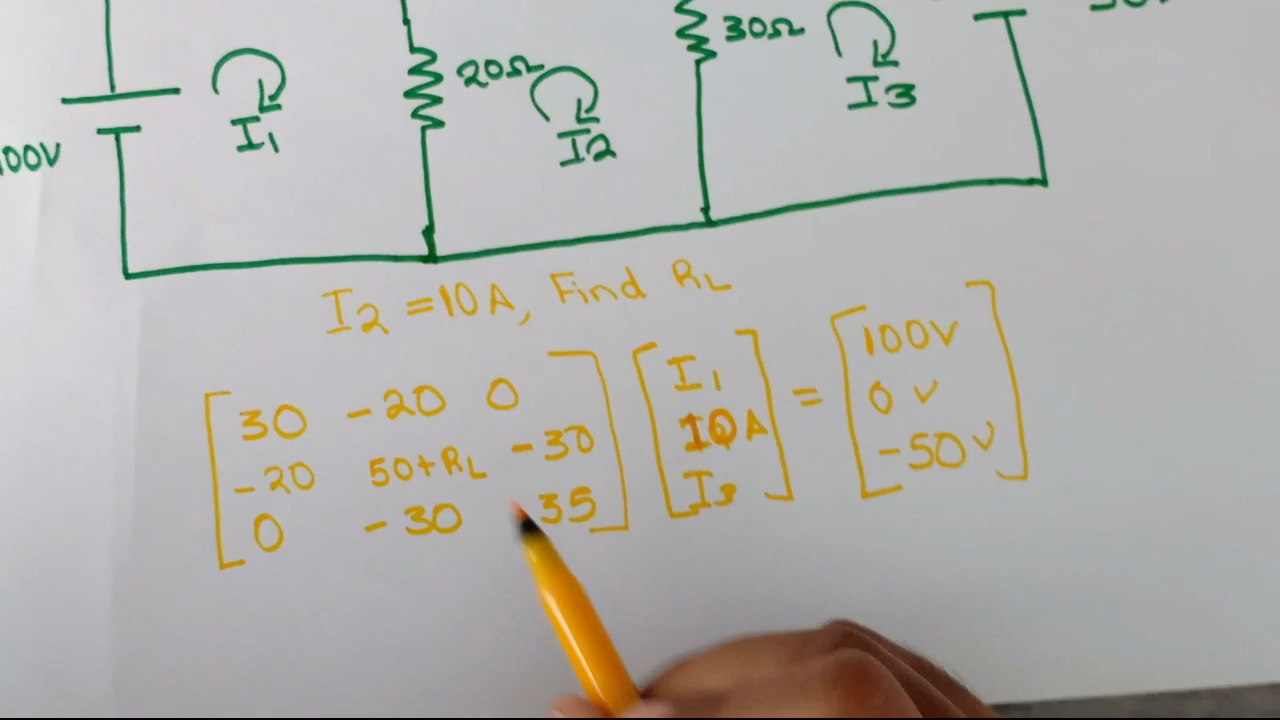 30Ω
20Ω
I1
I2
I3
100V
I2 = 10A, Find RL
30 -20 0
-20 50+RL -30
0 -30 35
I1
10A
I3
=
100V
0V
-50V